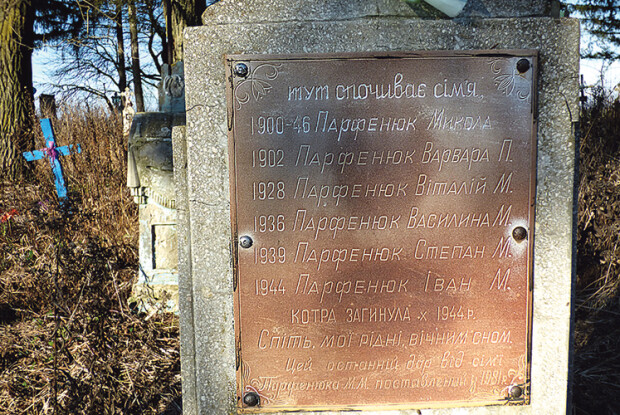 тут спочиває сім'я
1900-46 Парфенюк Микола
1902 Парфенюк Варвара П.
1928 Парфенюк Віталій М.
1936 Парфенюк Василина М.
1939 Парфенюк Степан М.
1944 Парфенюк Іван М.
КОТРА ЗАГИНУЛА х 1944 р.
Спіть, мої рідні, вічним сном.
Цей останній дар від сім'ї
Парфенюка М.М. поставлений у 1991 р.